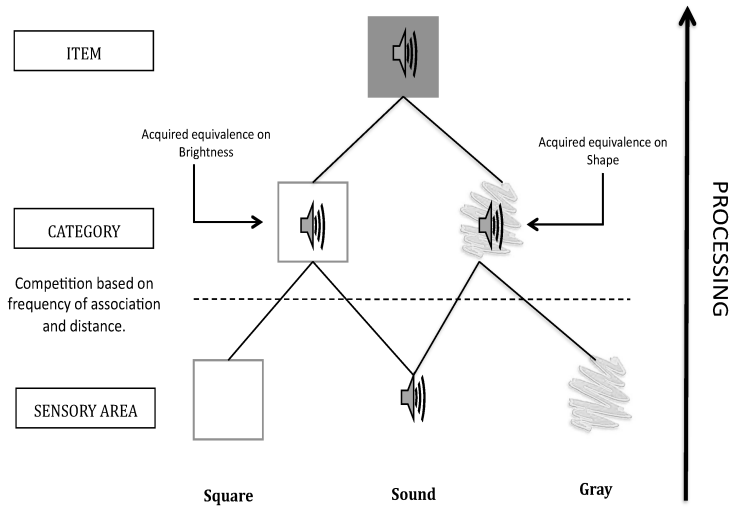 ITEM
Acquired equivalence on
Brightness
Acquired equivalence on
Shape
CATEGORY
PROCESSING
Competition based on
frequency of association
and distance.
SENSORY AREA
Square
Sound
Gray